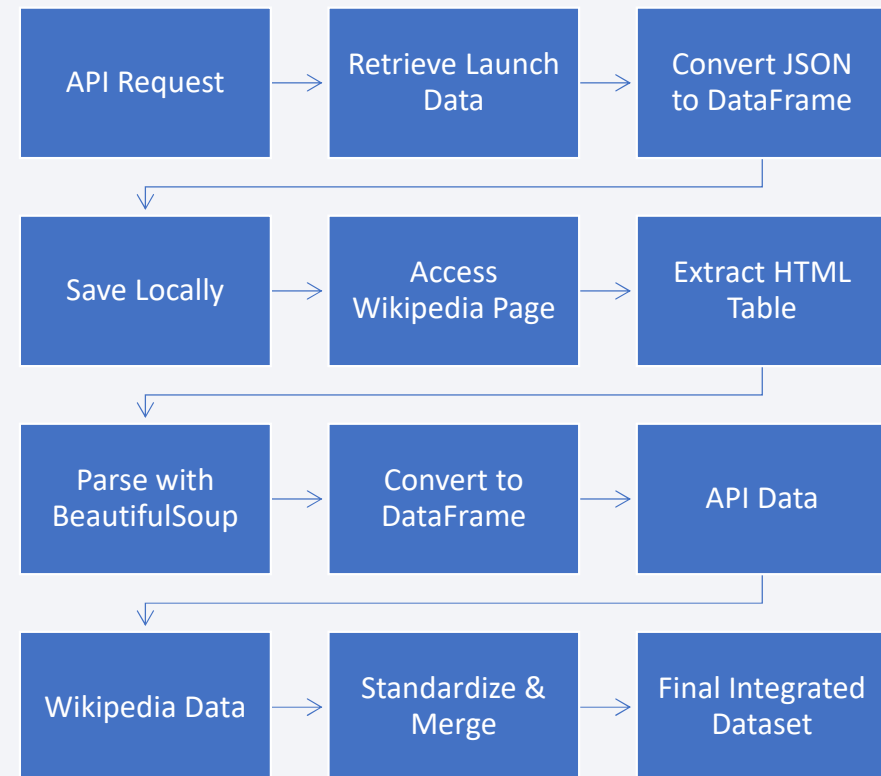 API Request
Retrieve Launch
Data
Convert JSON
to DataFrame
Save Locally
Access
Wikipedia Page
Extract HTML
Table
Parse with
BeautifulSoup
Convert to
DataFrame
API Data
Wikipedia Data
Standardize &
Merge
Final Integrated
Dataset